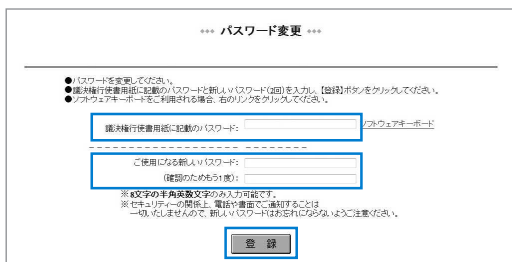 *** パスワード変更 ***
●パスワードを変更してください。
●議決権行使書用紙に記載のパスワードと新しいパスワード(2回)を入力し、【登録】ボタンをクリックしてください。
●ソフトウェアキーボードをご利用される場合、右のリンクをクリックしてください。
議決権行使書用紙に記載のパスワード: ソフトウェアキーボード
ご使用になる新しいパスワード:
(確認のためもう1度):
※8文字の半角英数文字のみ入力可能です。
※セキュリティーの関係上、電話や書面でご通知することは
一切いたしませんので、新しいパスワードはお忘れにならないようご注意ください。
登 録